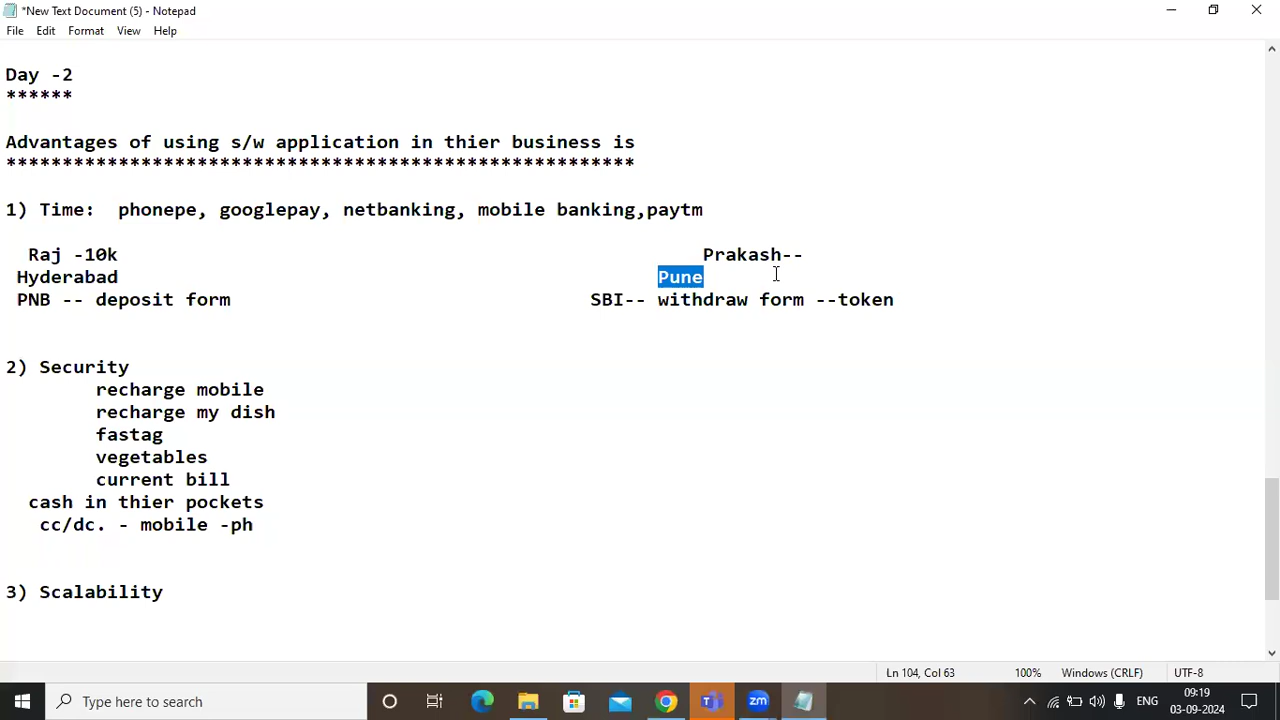 *New Text Document (5) - Notepad
File Edit Format View Help
Day -2
******
Advantages of using s/w application in thier business is
********************************************************
1) Time: phonepe, googlepay, netbanking, mobile banking,paytm
Raj -10k Prakash--
Hyderabad Pune
PNB -- deposit form SBI-- withdraw form --token
2) Security
recharge mobile
recharge my dish
fastag
vegetables
current bill
cash in thier pockets
cc/dc. - mobile -ph
3) Scalability
Ln 104, Col 63 100% Windows (CRLF) UTF-8
Type here to search
zm
ENG
09:19
03-09-2024